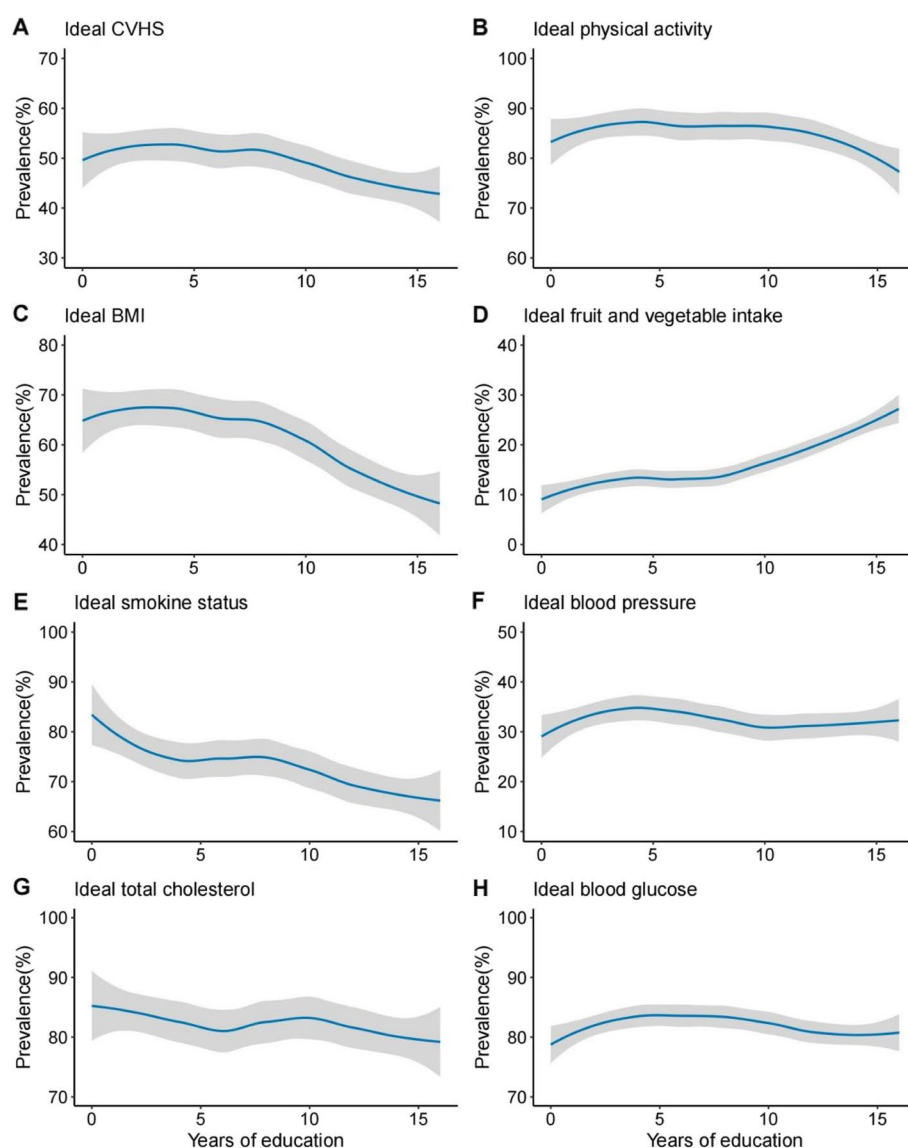 A Ideal CVHS
70
60
50
40
30
Prevalence(%)
0 5 10 15
B Ideal physical activity
100
90
80
70
60
Prevalence(%)
0 5 10 15
C Ideal BMI
80
70
60
50
40
Prevalence(%)
0 5 10 15
D Ideal fruit and vegetable intake
40
30
20
10
0
Prevalence(%)
0 5 10 15
E Ideal smokine status
100
90
80
70
60
Prevalence(%)
0 5 10 15
F Ideal blood pressure
50
40
30
20
10
Prevalence(%)
0 5 10 15
G Ideal total cholesterol
100
90
80
70
Prevalence(%)
0 5 10 15
Years of education
H Ideal blood glucose
100
90
80
70
Prevalence(%)
0 5 10 15
Years of education